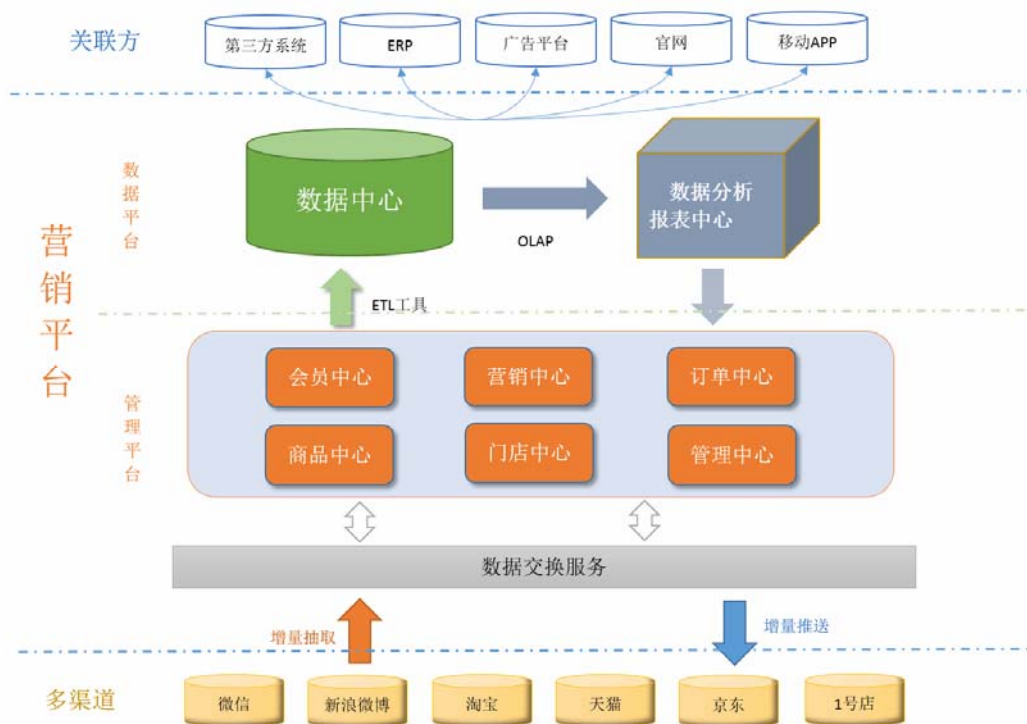 关联方
第三方系统
ERP
广告平台
官网
移动APP
营销平台
数据平台
数据中心
OLAP
数据分析
报表中心
ETL工具
管理平台
会员中心
营销中心
订单中心
商品中心
门店中心
管理中心
数据交换服务
增量抽取
增量推送
多渠道
微信
新浪微博
淘宝
天猫
京东
1号店